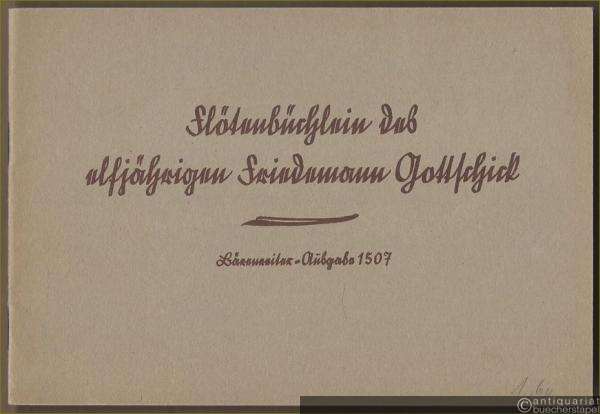 Flötenbüchlein des
elfjährigen Friedemann Gottschick
Bärenreiter-Ausgabe 1507
antiquariat
buecherstapel